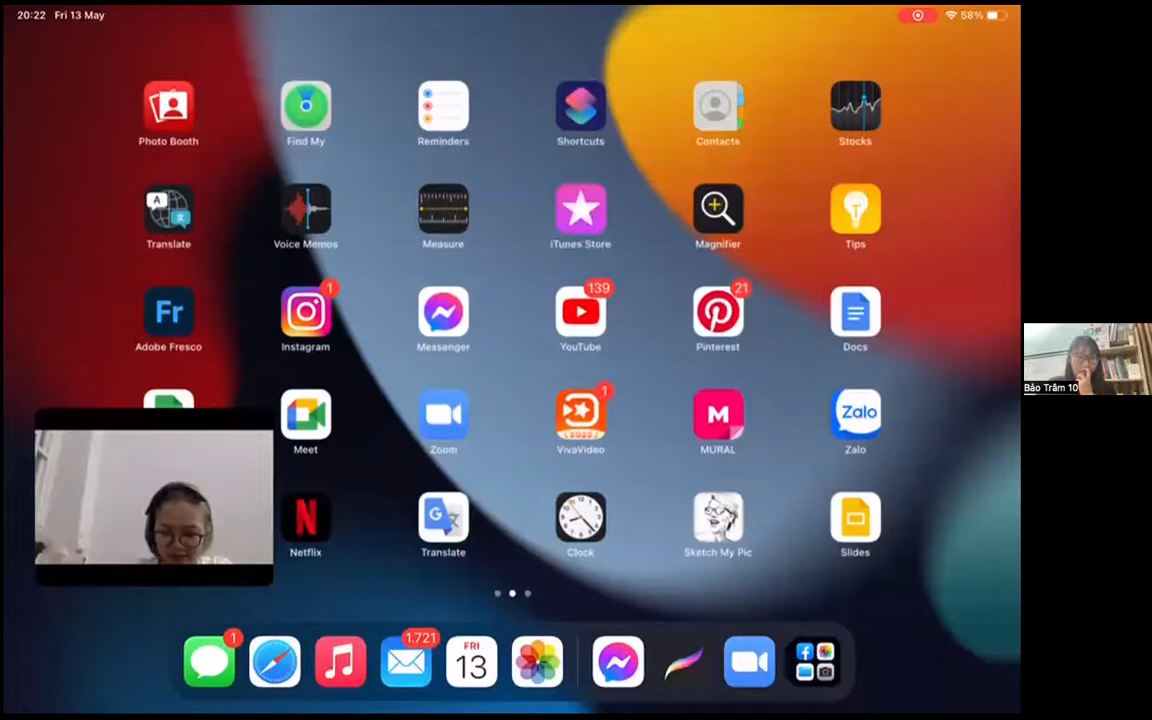 20:22 Fri 13 May
58%
Photo Booth
Find My
Reminders
Shortcuts
Contacts
Stocks
Translate
Voice Memos
Measure
iTunes Store
Magnifier
Tips
Fr
1
139
21
Adobe Fresco
Instagram
Messenger
YouTube
Pinterest
Docs
1
2022
M
Zalo
Meet
Zoom
VivaVideo
MURAL
Zalo
N
G
Netflix
Translate
Clock
Sketch My Pic
Slides
1
1.721
FRI
13
Bảo Trâm 10